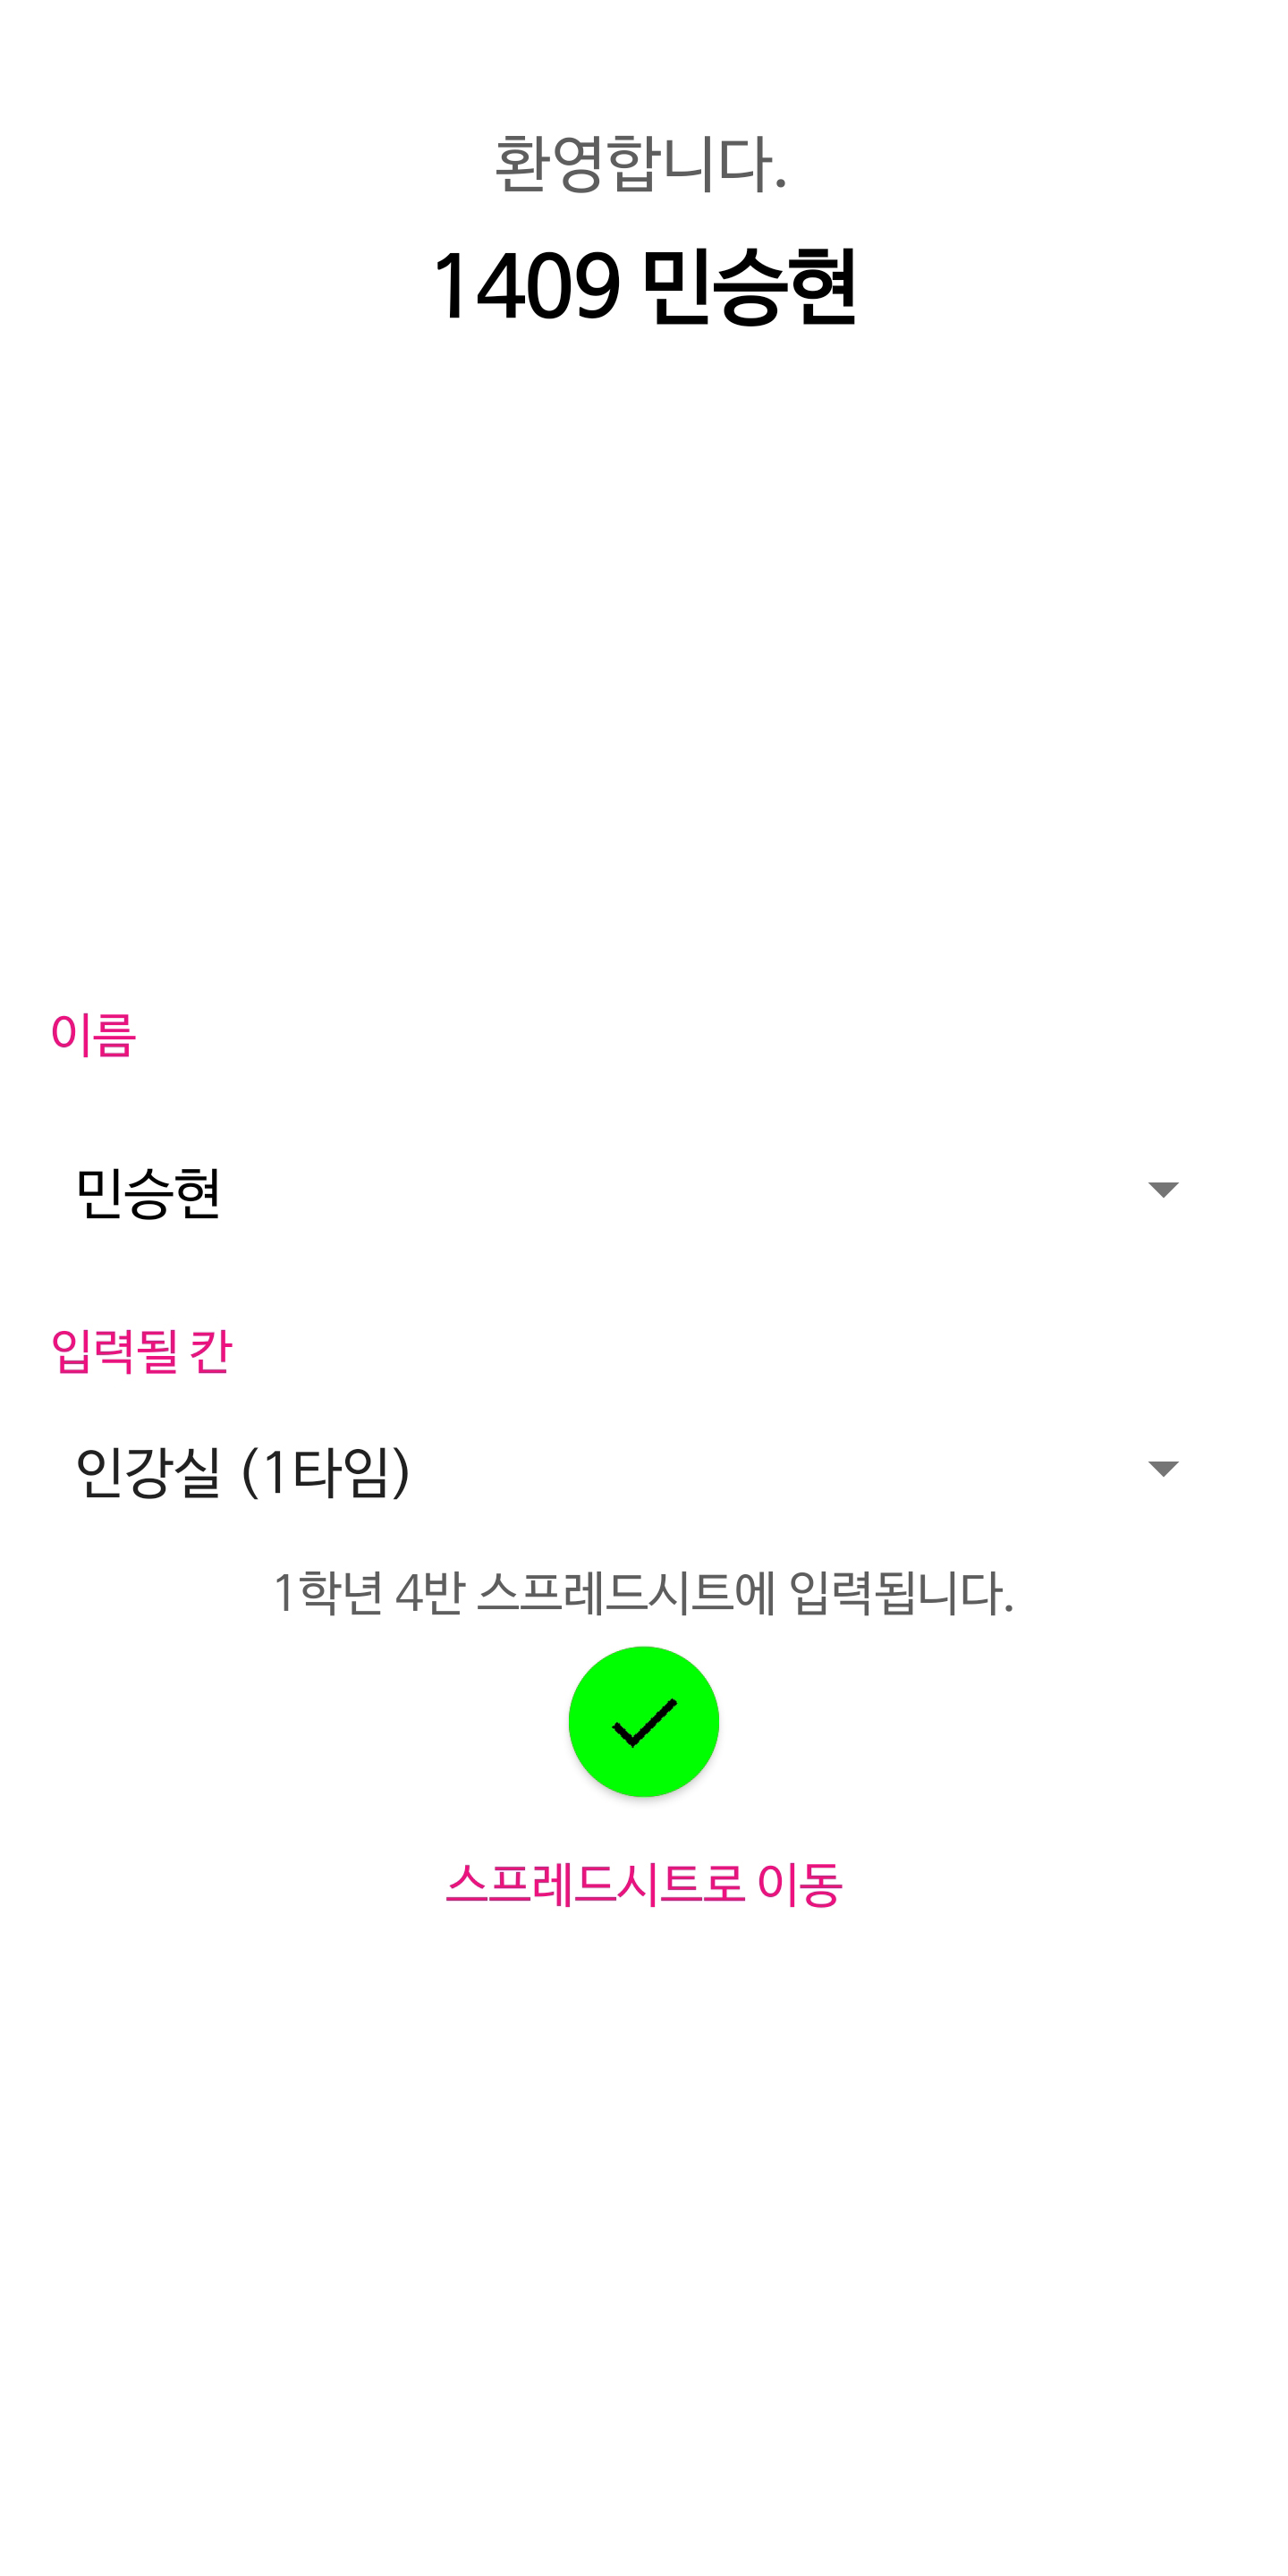 환영합니다.
1409 민승현
이름
민승현
입력될 칸
인강실 (1타임)
1학년 4반 스프레드시트에 입력됩니다.
스프레드시트로 이동